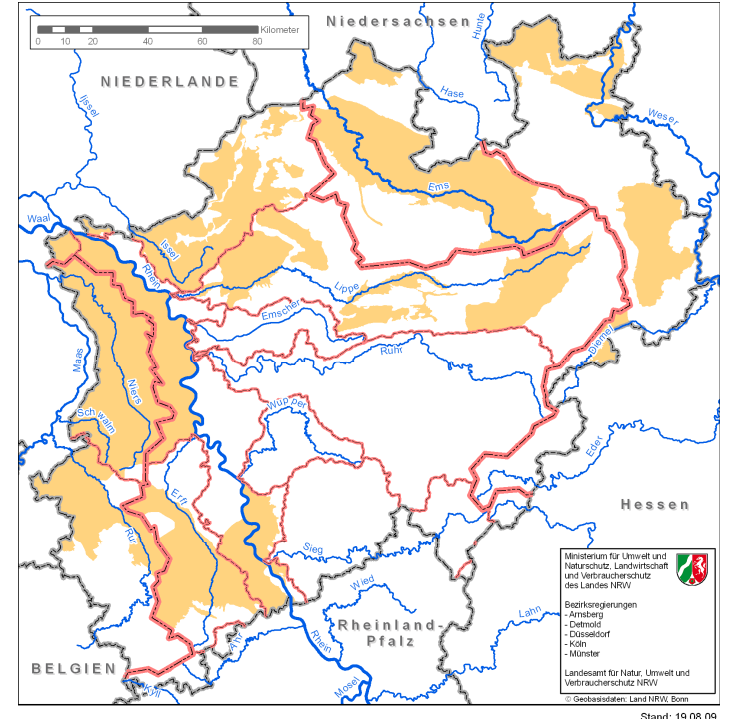 Niedersachsen
Kilometer
0 10 20 40 60 80
NIEDERLANDE
Hunte
Hase
Ijssel
Weser
Ems
Waal
Issel
Rhein
Lippe
Emscher
Diemel
Ruhr
Maas
Niers
Wupper
Schwalm
Eder
Erft
Hessen
Rur
Sieg
Ministerium für Umwelt und
Naturschutz, Landwirtschaft
und Verbraucherschutz
des Landes NRW
Bezirksregierungen
- Arnsberg
- Detmold
- Düsseldorf
- Köln
- Münster
Landesamt für Natur, Umwelt und
Verbraucherschutz NRW
Wied
Lahn
Rheinland-
Pfalz
Rhein
Ahr
BELGIEN
Kyll
Mosel
© Geobasisdaten: Land NRW, Bonn
Stand: 19.08.09